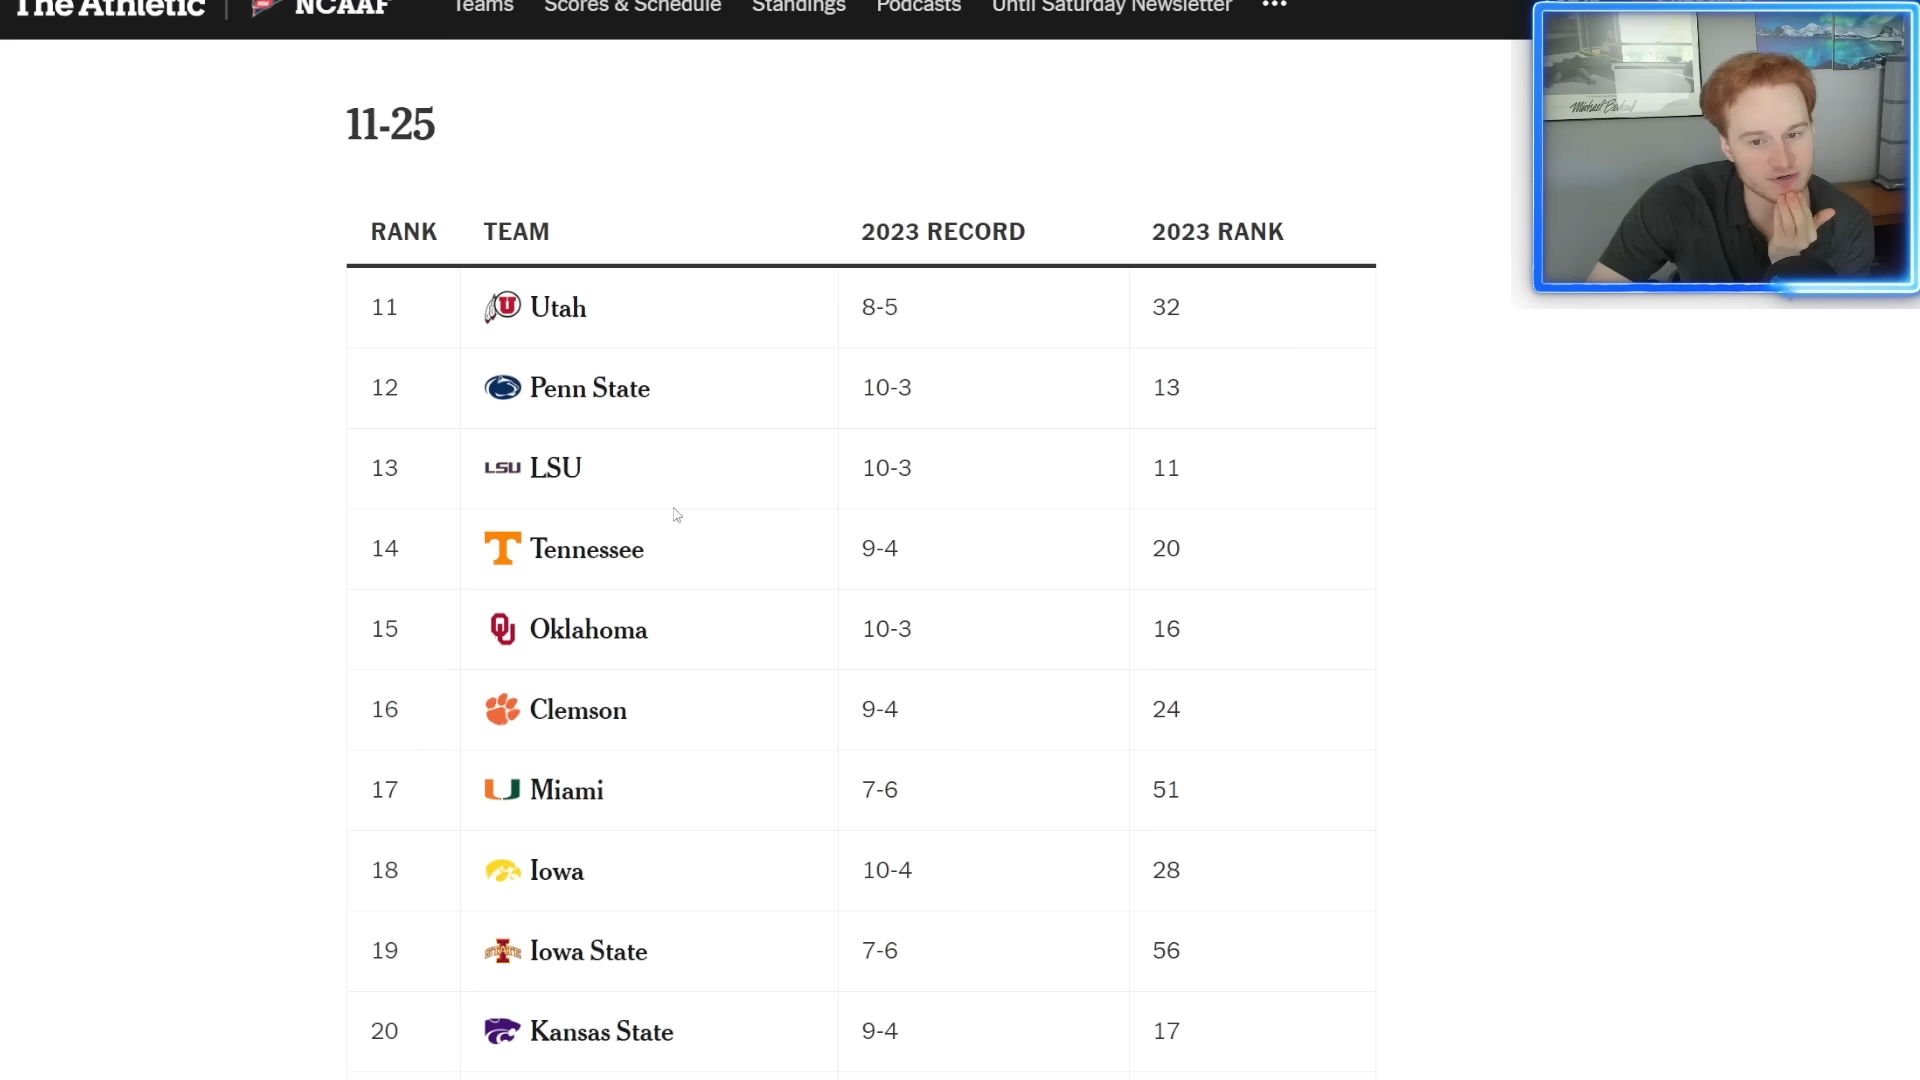 The Athletic NCAAF Teams Scores & Schedule Standings Podcasts Until Saturday Newsletter ...
11-25
RANK TEAM 2023 RECORD 2023 RANK
11 U Utah 8-5 32
12 Penn State 10-3 13
13 LSU LSU 10-3 11
14 T Tennessee 9-4 20
15 OU Oklahoma 10-3 16
16 Clemson 9-4 24
17 U Miami 7-6 51
18 Iowa 10-4 28
19 I STATE Iowa State 7-6 56
20 Kansas State 9-4 17